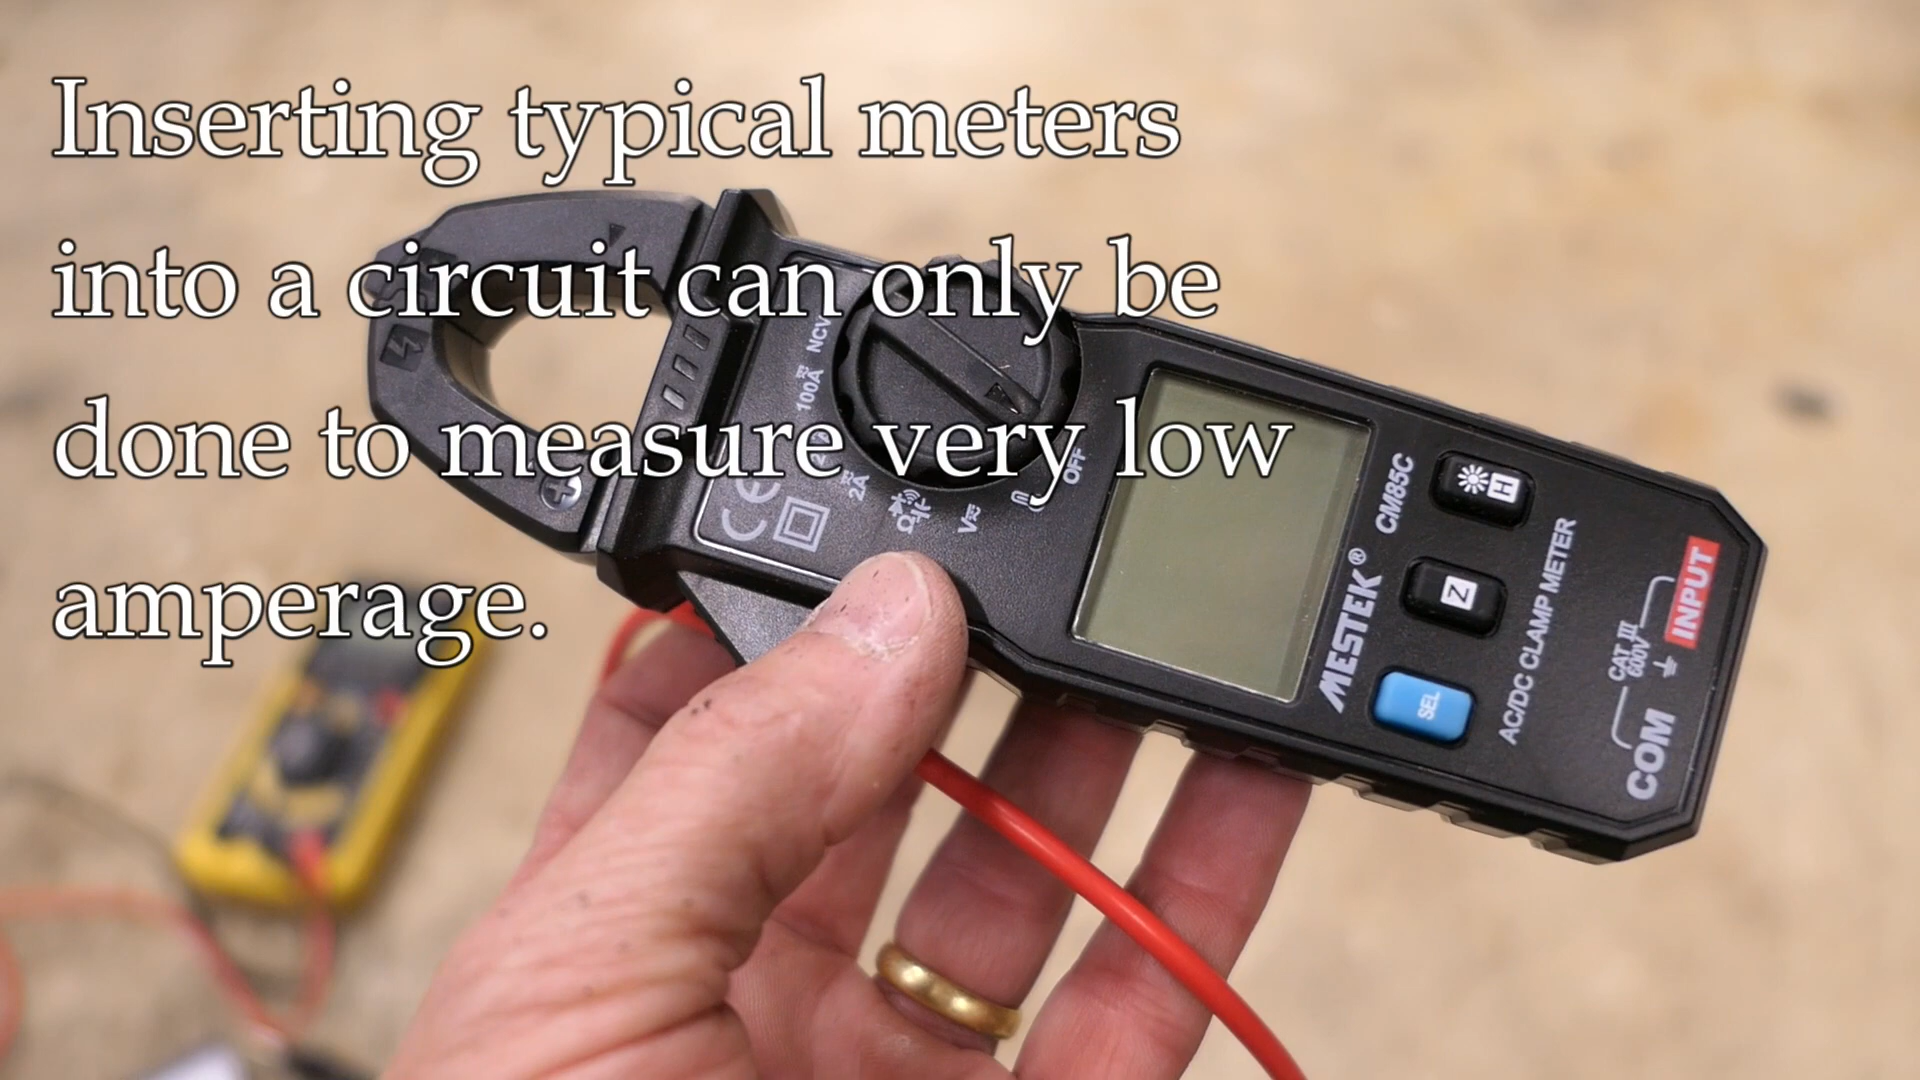 Inserting typical meters
into a circuit can only be
done to measure very low
amperage.
NCV
100A
2A
V
OFF
CE
CM85C
H
Z
SEL
MESTEK®
AC/DC CLAMP METER
INPUT
CAT III
600V
COM